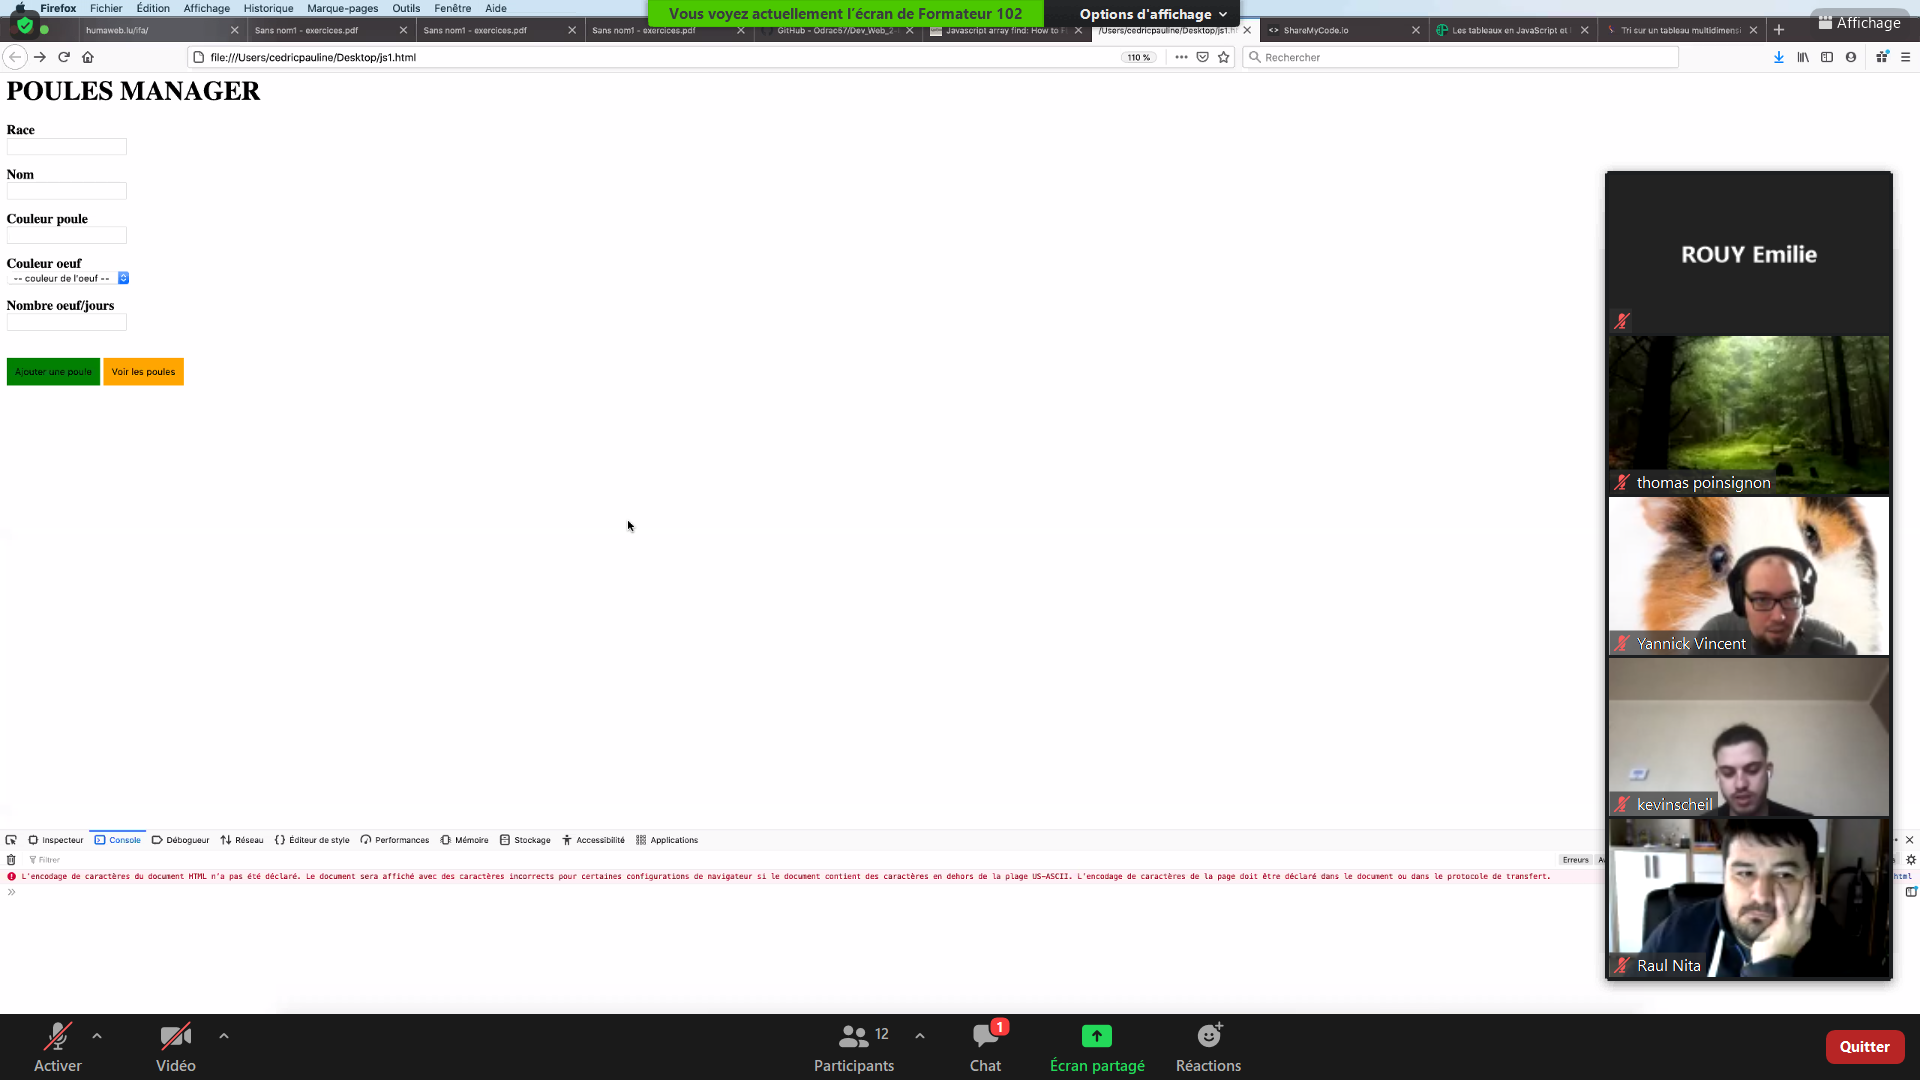 Firefox Fichier Édition Affichage Historique Marque-pages Outils Fenêtre Aide
Vous voyez actuellement l'écran de Formateur 102
Options d'affichage
Affichage
humaweb.lu/ifa/
Sans nom1 - exercices.pdf
Sans nom1 - exercices.pdf
Sans nom1 - exercices.pdf
GitHub - Odrac67/Dev_Web_2-
Javascript array find: How to F
/Users/cedricpauline/Desktop/js1.h
ShareMyCode.io
Les tableaux en JavaScript et
Tri sur un tableau multidimensi
file:///Users/cedricpauline/Desktop/js1.html
110 %
Rechercher
POULES MANAGER
Race
Nom
Couleur poule
Couleur oeuf
-- couleur de l'oeuf --
Nombre oeuf/jours
Ajouter une poule
Voir les poules
ROUY Emilie
thomas poinsignon
Yannick Vincent
kevinscheil
Raul Nita
Inspecteur Console Débogueur Réseau Éditeur de style Performances Mémoire Stockage Accessibilité Applications
Filtrer
Erreurs
L'encodage de caractères du document HTML n'a pas été déclaré. Le document sera affiché avec des caractères incorrects pour certaines configurations de navigateur si le document contient des caractères en dehors de la plage US-ASCII. L'encodage de caractères de la page doit être déclaré dans le document ou dans le protocole de transfert.
html
Activer
Vidéo
12
Participants
1
Chat
Écran partagé
Réactions
Quitter